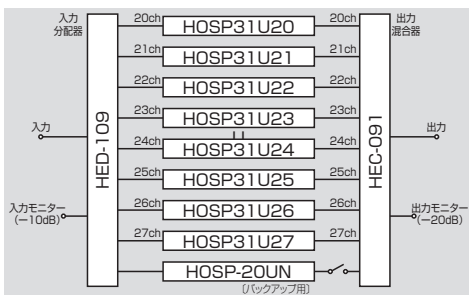 入力
分配器
出力
混合器
20ch HOSP31U20 20ch
21ch HOSP31U21 21ch
22ch HOSP31U22 22ch
23ch HOSP31U23 23ch
24ch HOSP31U24 24ch
25ch HOSP31U25 25ch
26ch HOSP31U26 26ch
27ch HOSP31U27 27ch
HOSP-20UN
〔バックアップ用〕
HED-109
HEC-091
入力
出力
入力モニター
(−10dB)
出力モニター
(−20dB)